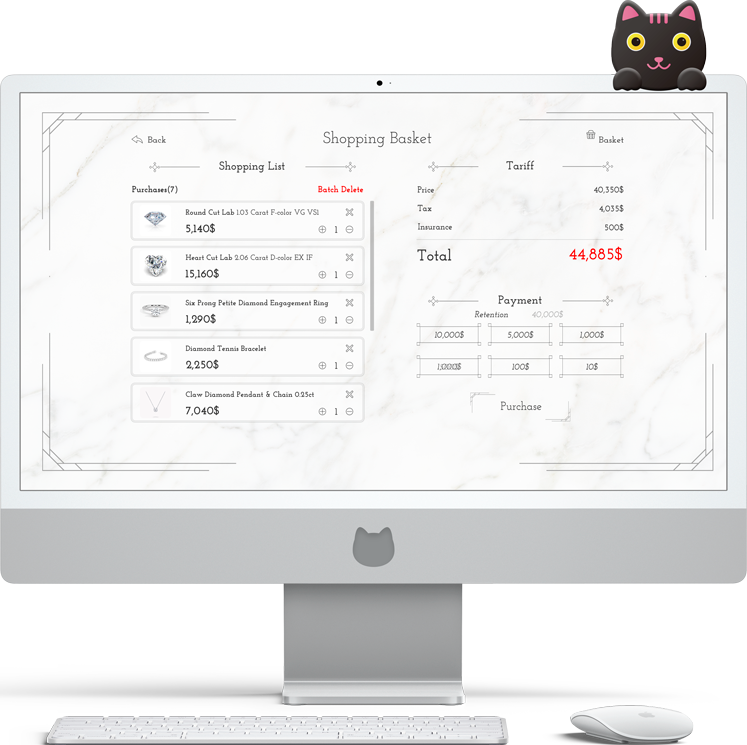 Back
Shopping Basket
Basket
Shopping List
Purchases(7)
Batch Delete
Round Cut Lab 1.03 Carat F-color VG VS1
5,140$
1
Heart Cut Lab 2.06 Carat D-color EX IF
15,160$
1
Six Prong Petite Diamond Engagement Ring
1,290$
1
Diamond Tennis Bracelet
2,250$
1
Claw Diamond Pendant & Chain 0.25ct
7,040$
1
Tariff
Price 40,350$
Tax 4,035$
Insurance 500$
Total 44,885$
Payment
Retention 40,000$
10,000$ 5,000$ 1,000$
100$ 10$
Purchase